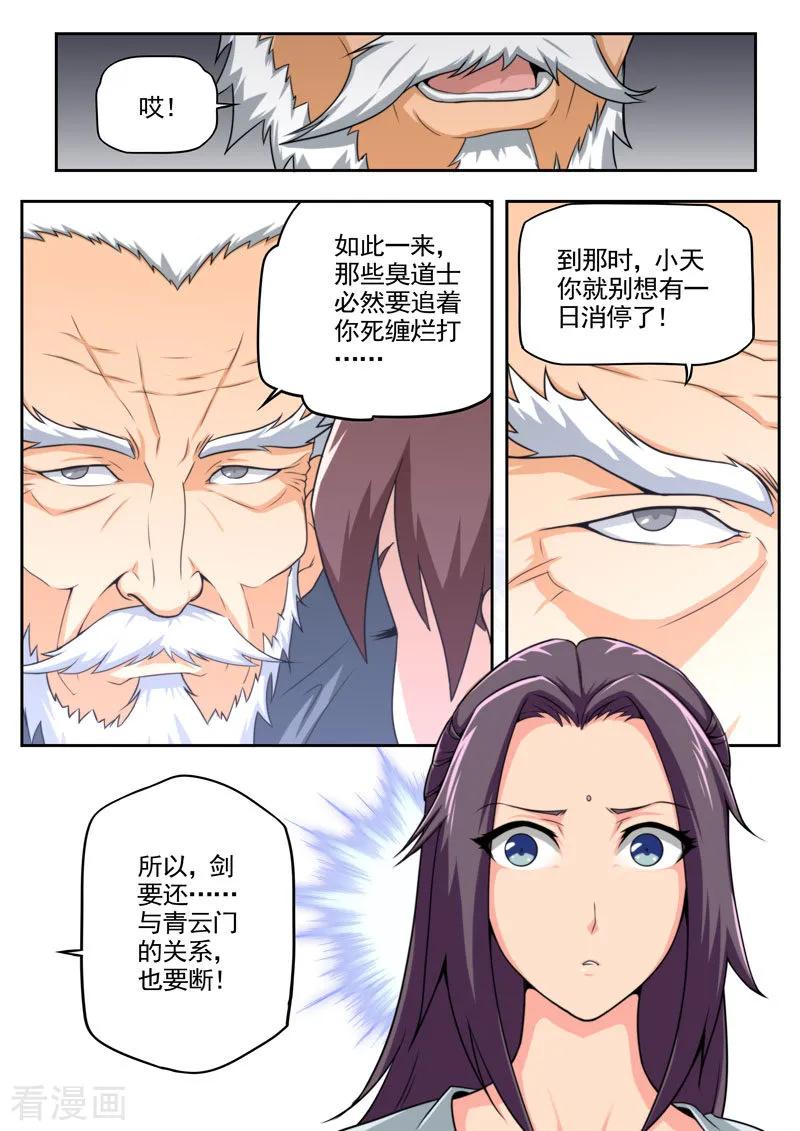 哎！
如此一来，
那些臭道士
必然要追着
你死缠烂打
……
到那时，小天
你就别想有一
日消停了！
所以，剑
要还……
与青云门
的关系，
也要断！
看漫画